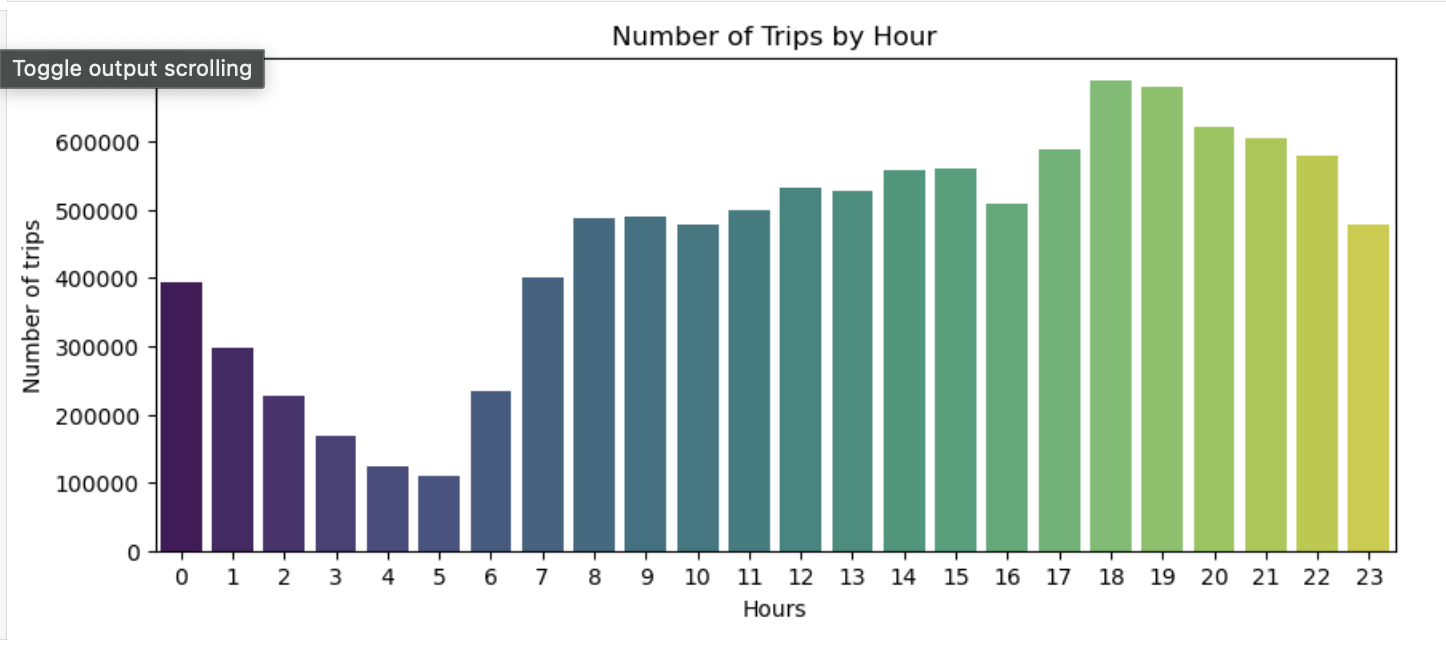 Number of Trips by Hour
Toggle output scrolling
600000
500000
400000
300000
200000
100000
0
Number of trips
0 1 2 3 4 5 6 7 8 9 10 11 12 13 14 15 16 17 18 19 20 21 22 23
Hours